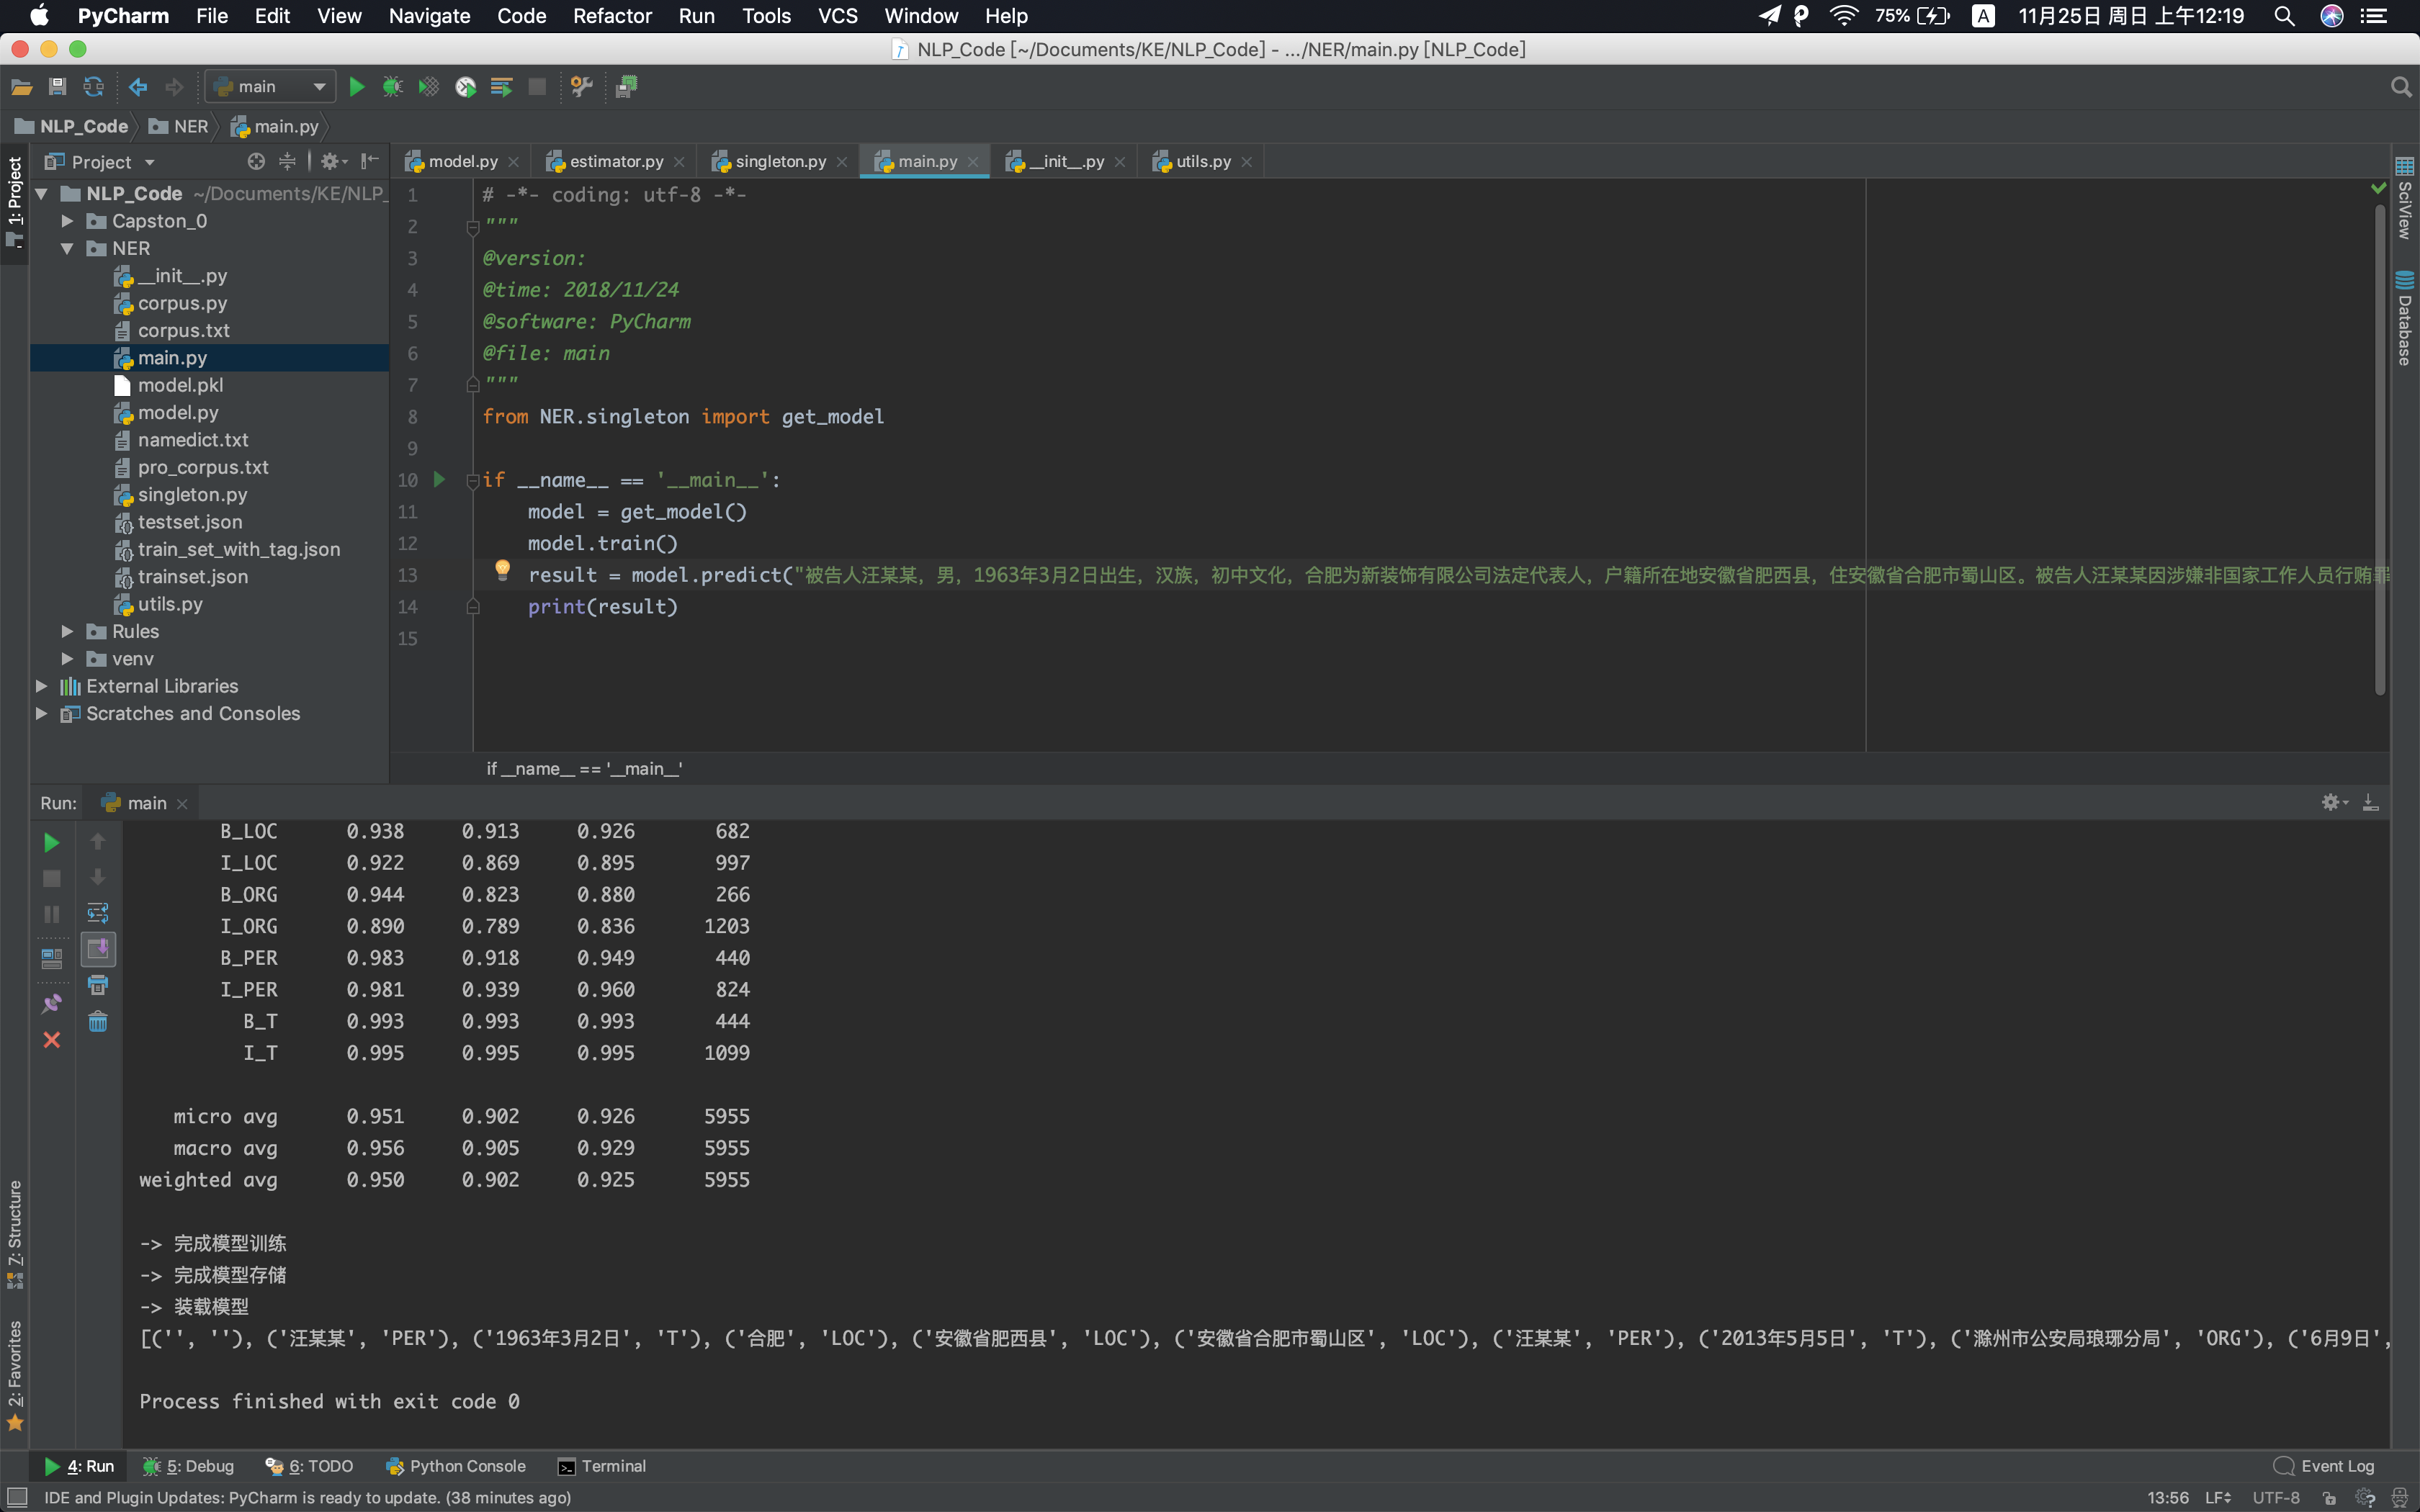 PyCharm File Edit View Navigate Code Refactor Run Tools VCS Window Help 75% A 11月25日 周日 上午12:19
NLP_Code [~/Documents/KE/NLP_Code] - .../NER/main.py [NLP_Code]
main
NLP_Code NER main.py
1: Project
Project
model.py estimator.py singleton.py main.py __init__.py utils.py
NLP_Code ~/Documents/KE/NLP_
Capston_0
NER
__init__.py
corpus.py
corpus.txt
main.py
model.pkl
model.py
namedict.txt
pro_corpus.txt
singleton.py
testset.json
train_set_with_tag.json
trainset.json
utils.py
Rules
venv
External Libraries
Scratches and Consoles
1 # -*- coding: utf-8 -*-
2 """
3 @version:
4 @time: 2018/11/24
5 @software: PyCharm
6 @file: main
7 """
8 from NER.singleton import get_model
9
10 if __name__ == '__main__':
11 model = get_model()
12 model.train()
13 result = model.predict("被告人汪某某，男，1963年3月2日出生，汉族，初中文化，合肥为新装饰有限公司法定代表人，户籍所在地安徽省肥西县，住安徽省合肥市蜀山区。被告人汪某某因涉嫌非国家工作人员行贿罪
14 print(result)
15
if __name__ == '__main__'
SciView
Database
Run: main
B_LOC 0.938 0.913 0.926 682
I_LOC 0.922 0.869 0.895 997
B_ORG 0.944 0.823 0.880 266
I_ORG 0.890 0.789 0.836 1203
B_PER 0.983 0.918 0.949 440
I_PER 0.981 0.939 0.960 824
B_T 0.993 0.993 0.993 444
I_T 0.995 0.995 0.995 1099
micro avg 0.951 0.902 0.926 5955
macro avg 0.956 0.905 0.929 5955
weighted avg 0.950 0.902 0.925 5955
-> 完成模型训练
-> 完成模型存储
-> 装载模型
[('', ''), ('汪某某', 'PER'), ('1963年3月2日', 'T'), ('合肥', 'LOC'), ('安徽省肥西县', 'LOC'), ('安徽省合肥市蜀山区', 'LOC'), ('汪某某', 'PER'), ('2013年5月5日', 'T'), ('滁州市公安局琅琊分局', 'ORG'), ('6月9日',
Process finished with exit code 0
7: Structure
2: Favorites
4: Run 5: Debug 6: TODO Python Console Terminal Event Log
IDE and Plugin Updates: PyCharm is ready to update. (38 minutes ago) 13:56 LF UTF-8